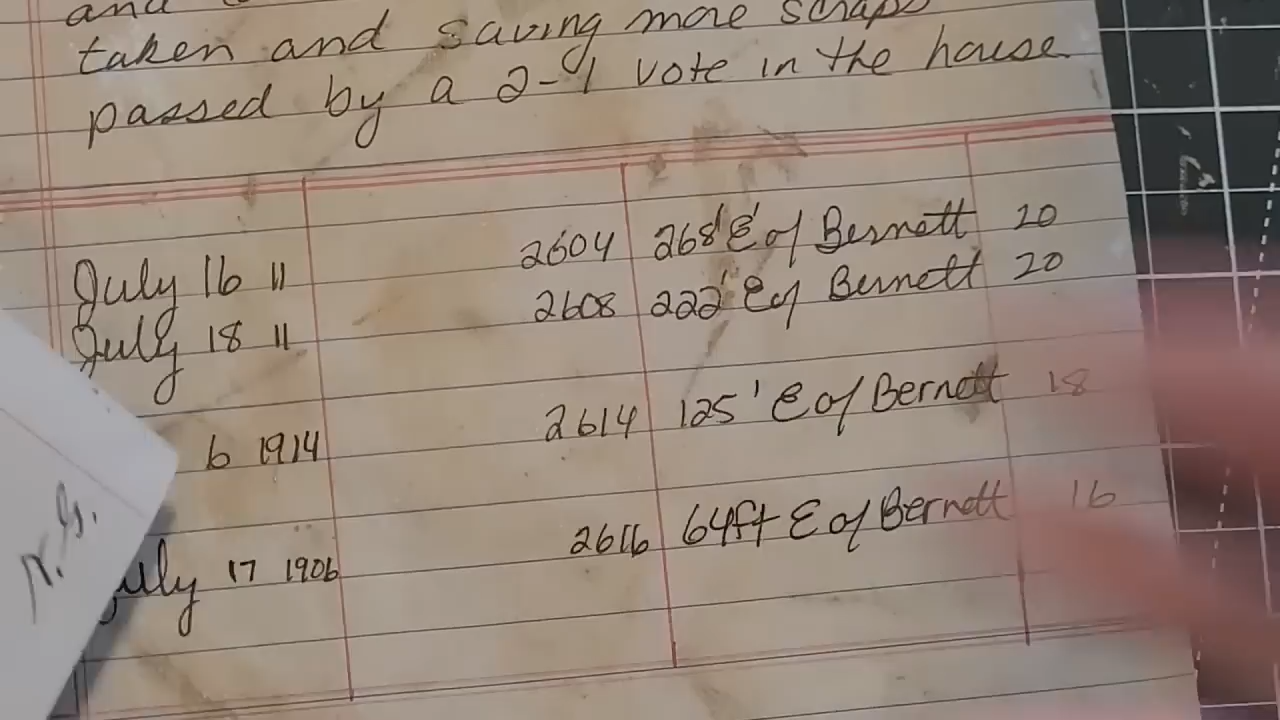 and
taken and saving more scraps
passed by a 2-1 vote in the house
July 16 11 2604 268' E of Bernett 20
July 18 11 2608 222' E of Bernett 20
6 1914 2614 125' E of Bernett 18
July 17 1906 2616 64ft E of Bernett 16